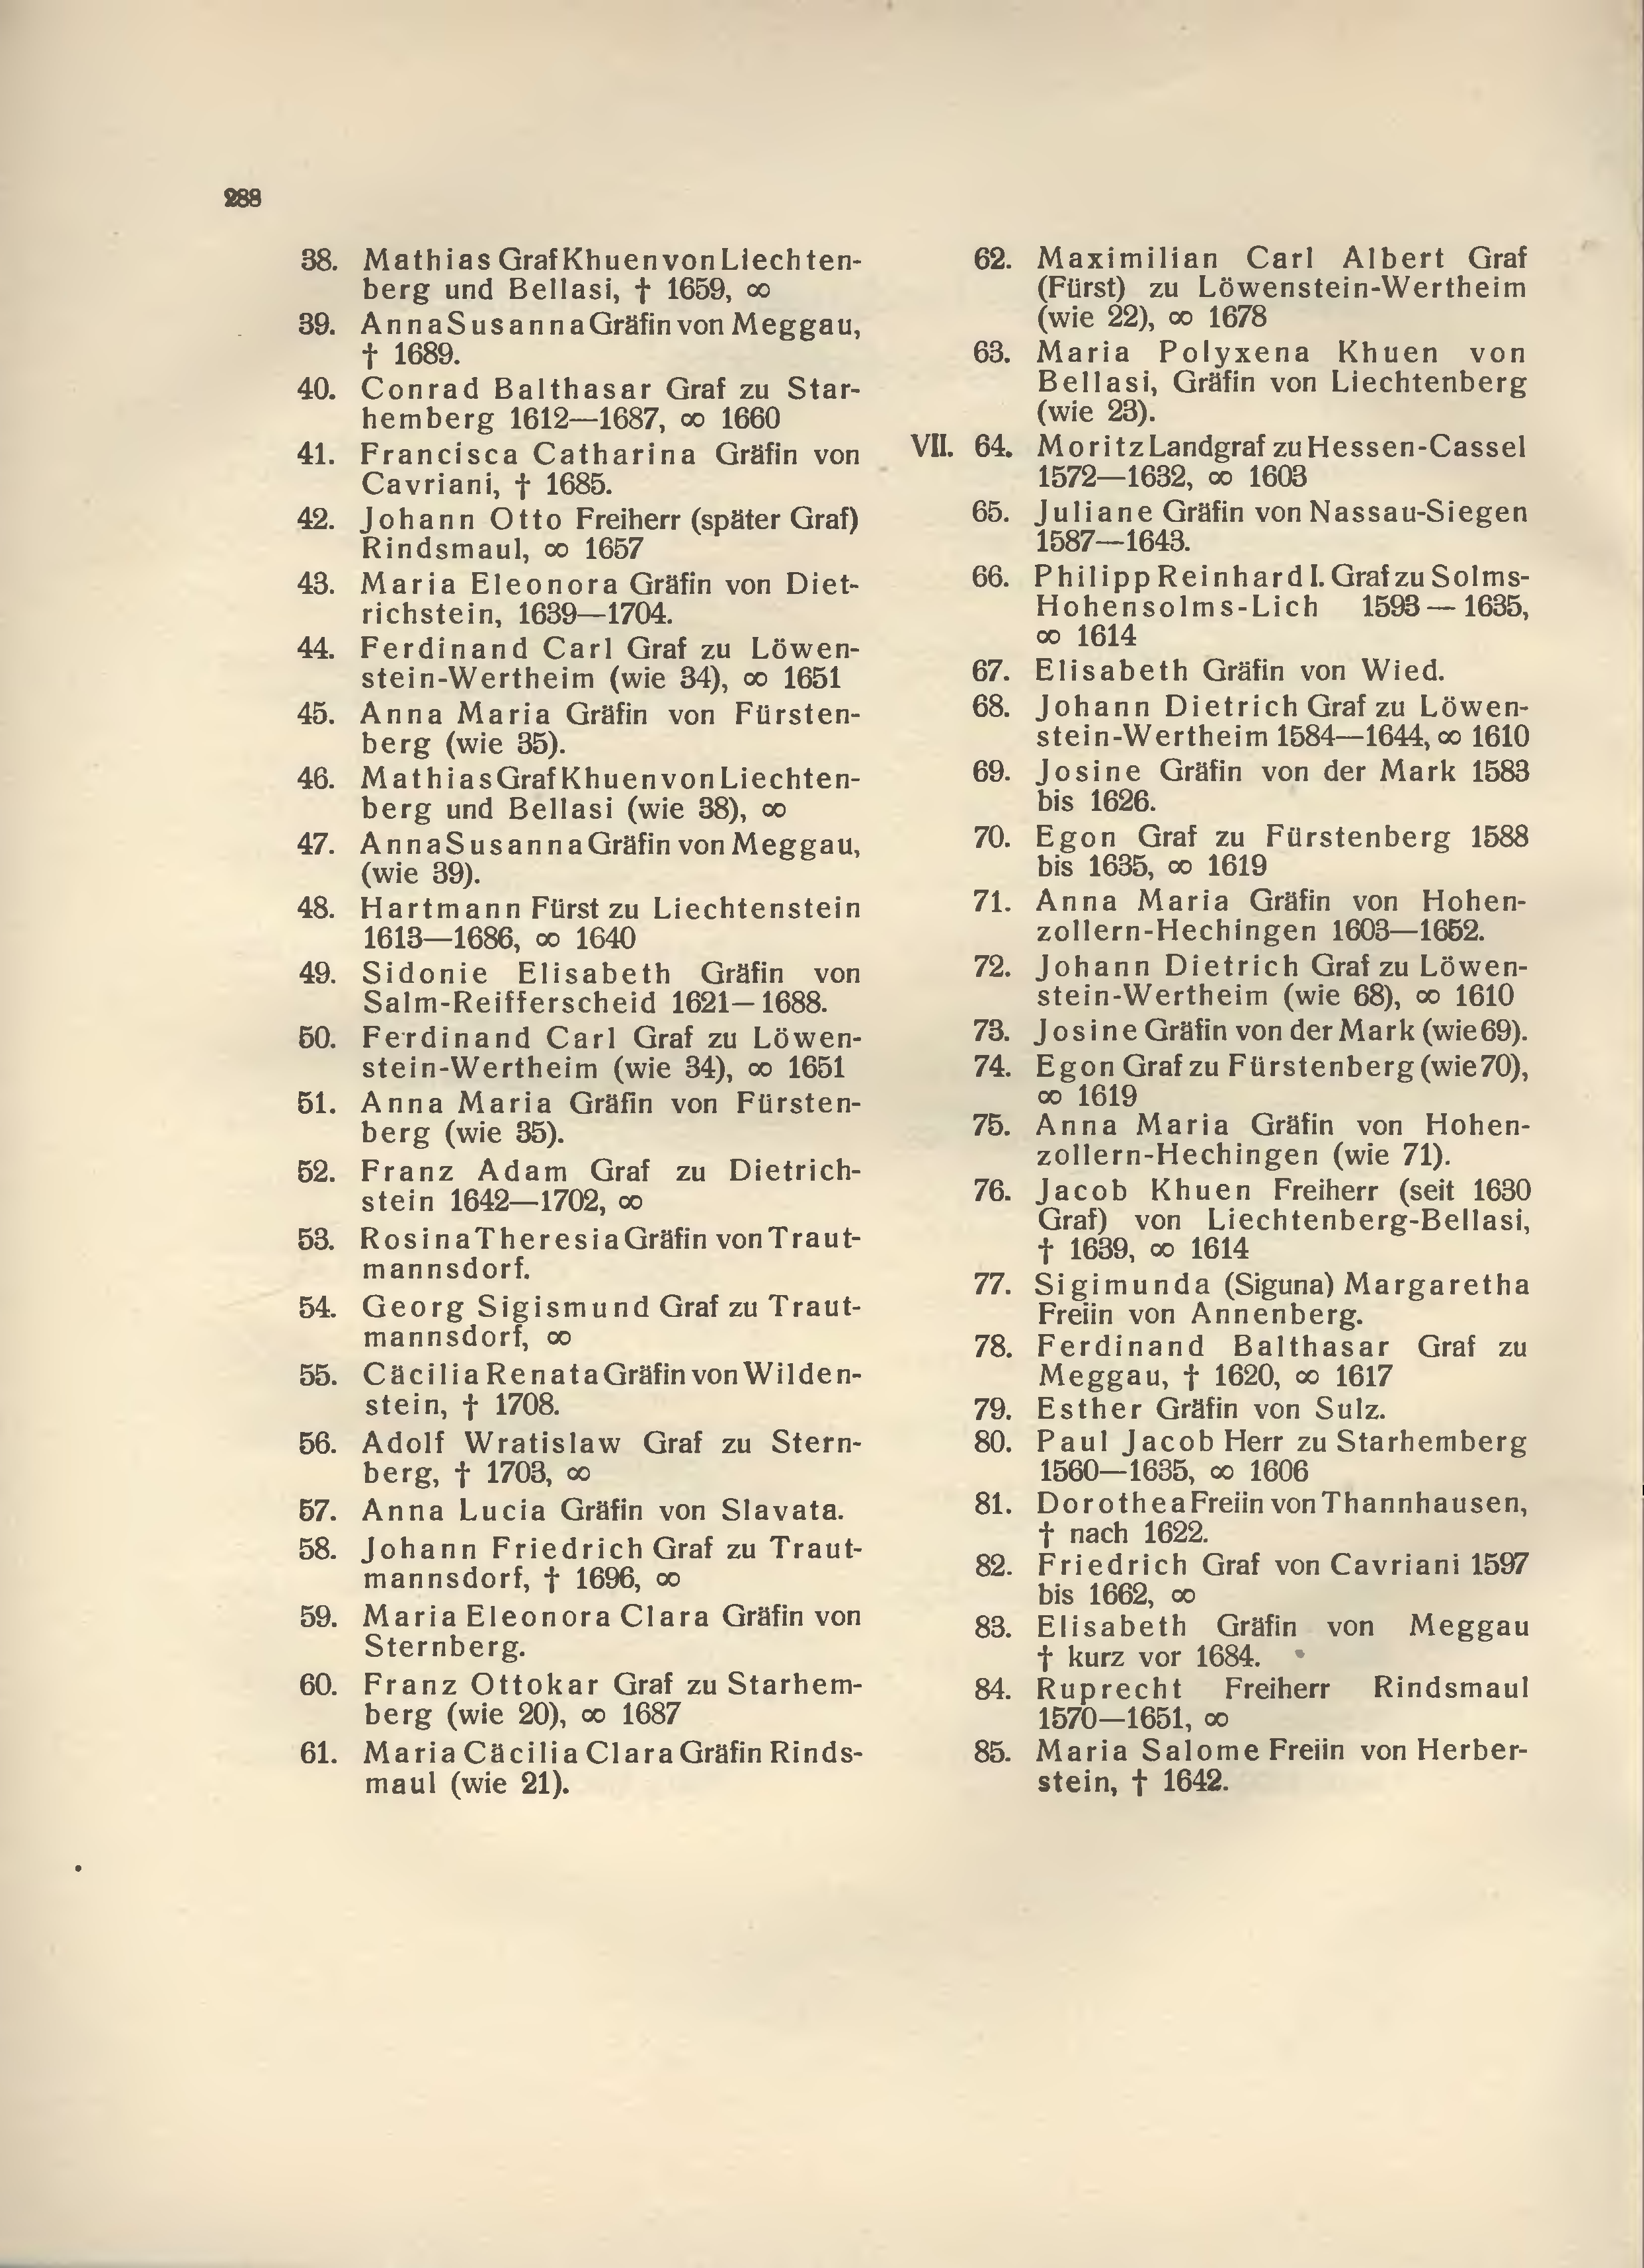 288
38. Mathias Graf Khuen von Liechten-
berg und Bellasi, † 1659, ∞
39. Anna Susanna Gräfin von Meggau,
† 1689.
40. Conrad Balthasar Graf zu Star-
hemberg 1612—1687, ∞ 1660
41. Francisca Catharina Gräfin von
Cavriani, † 1685.
42. Johann Otto Freiherr (später Graf)
Rindsmaul, ∞ 1657
43. Maria Eleonora Gräfin von Diet-
richstein, 1639—1704.
44. Ferdinand Carl Graf zu Löwen-
stein-Wertheim (wie 34), ∞ 1651
45. Anna Maria Gräfin von Fürsten-
berg (wie 35).
46. Mathias Graf Khuen von Liechten-
berg und Bellasi (wie 38), ∞
47. Anna Susanna Gräfin von Meggau,
(wie 39).
48. Hartmann Fürst zu Liechtenstein
1613—1686, ∞ 1640
49. Sidonie Elisabeth Gräfin von
Salm-Reifferscheid 1621—1688.
50. Ferdinand Carl Graf zu Löwen-
stein-Wertheim (wie 34), ∞ 1651
51. Anna Maria Gräfin von Fürsten-
berg (wie 35).
52. Franz Adam Graf zu Dietrich-
stein 1642—1702, ∞
53. Rosina Theresia Gräfin von Traut-
mannsdorf.
54. Georg Sigismund Graf zu Traut-
mannsdorf, ∞
55. Cäcilia Renata Gräfin von Wilden-
stein, † 1708.
56. Adolf Wratislaw Graf zu Stern-
berg, † 1703, ∞
57. Anna Lucia Gräfin von Slavata.
58. Johann Friedrich Graf zu Traut-
mannsdorf, † 1696, ∞
59. Maria Eleonora Clara Gräfin von
Sternberg.
60. Franz Ottokar Graf zu Starhem-
berg (wie 20), ∞ 1687
61. Maria Cäcilia Clara Gräfin Rinds-
maul (wie 21).
62. Maximilian Carl Albert Graf
(Fürst) zu Löwenstein-Wertheim
(wie 22), ∞ 1678
63. Maria Polyxena Khuen von
Bellasi, Gräfin von Liechtenberg
(wie 23).
VII. 64. Moritz Landgraf zu Hessen-Cassel
1572—1632, ∞ 1603
65. Juliane Gräfin von Nassau-Siegen
1587—1643.
66. Philipp Reinhard I. Graf zu Solms-
Hohensolms-Lich 1593—1635,
∞ 1614
67. Elisabeth Gräfin von Wied.
68. Johann Dietrich Graf zu Löwen-
stein-Wertheim 1584—1644, ∞ 1610
69. Josine Gräfin von der Mark 1583
bis 1626.
70. Egon Graf zu Fürstenberg 1588
bis 1635, ∞ 1619
71. Anna Maria Gräfin von Hohen-
zollern-Hechingen 1603—1652.
72. Johann Dietrich Graf zu Löwen-
stein-Wertheim (wie 68), ∞ 1610
73. Josine Gräfin von der Mark (wie 69).
74. Egon Graf zu Fürstenberg (wie 70),
∞ 1619
75. Anna Maria Gräfin von Hohen-
zollern-Hechingen (wie 71).
76. Jacob Khuen Freiherr (seit 1630
Graf) von Liechtenberg-Bellasi,
† 1639, ∞ 1614
77. Sigimunda (Siguna) Margaretha
Freiin von Annenberg.
78. Ferdinand Balthasar Graf zu
Meggau, † 1620, ∞ 1617
79. Esther Gräfin von Sulz.
80. Paul Jacob Herr zu Starhemberg
1560—1635, ∞ 1606
81. Dorothea Freiin von Thannhausen,
† nach 1622.
82. Friedrich Graf von Cavriani 1597
bis 1662, ∞
83. Elisabeth Gräfin von Meggau
† kurz vor 1684.
84. Ruprecht Freiherr Rindsmaul
1570—1651, ∞
85. Maria Salome Freiin von Herber-
stein, † 1642.